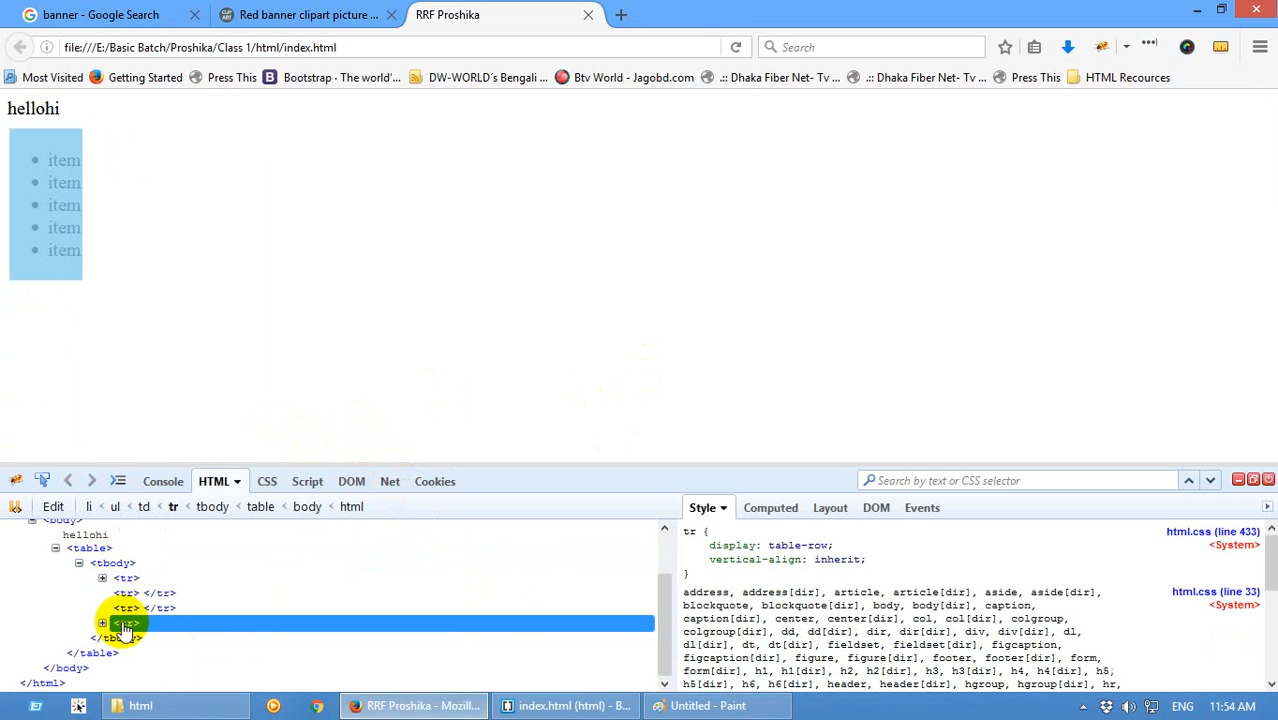 banner - Google Search
Red banner clipart picture ...
RRF Proshika
file:///E:/Basic Batch/Proshika/Class 1/html/index.html
Search
Most Visited
Getting Started
Press This
Bootstrap · The world'...
DW-WORLD´s Bengali ...
Btv World - Jagobd.com
.:: Dhaka Fiber Net- Tv ...
.:: Dhaka Fiber Net- Tv ...
Press This
HTML Recources
hellohi
item
item
item
item
item
Console
HTML
CSS
Script
DOM
Net
Cookies
Search by text or CSS selector
Edit
li ‹ ul ‹ td ‹ tr ‹ tbody ‹ table ‹ body ‹ html
Style
Computed
Layout
DOM
Events
<body>
hellohi
<table>
<tbody>
<tr>
<tr> </tr>
<tr> </tr>
<tr>
</tbody>
</table>
</body>
</html>
tr {
html.css (line 433)
display: table-row;
<System>
vertical-align: inherit;
}
address, address[dir], article, article[dir], aside, aside[dir],
html.css (line 33)
blockquote, blockquote[dir], body, body[dir], caption,
<System>
caption[dir], center, center[dir], col, col[dir], colgroup,
colgroup[dir], dd, dd[dir], dir, dir[dir], div, div[dir], dl,
dl[dir], dt, dt[dir], fieldset, fieldset[dir], figcaption,
figcaption[dir], figure, figure[dir], footer, footer[dir], form,
form[dir], h1, h1[dir], h2, h2[dir], h3, h3[dir], h4, h4[dir], h5,
h5[dir], h6, h6[dir], header, header[dir], hgroup, hgroup[dir], hr,
html
RRF Proshika - Mozill...
index.html (html) - B...
Untitled - Paint
ENG
11:54 AM